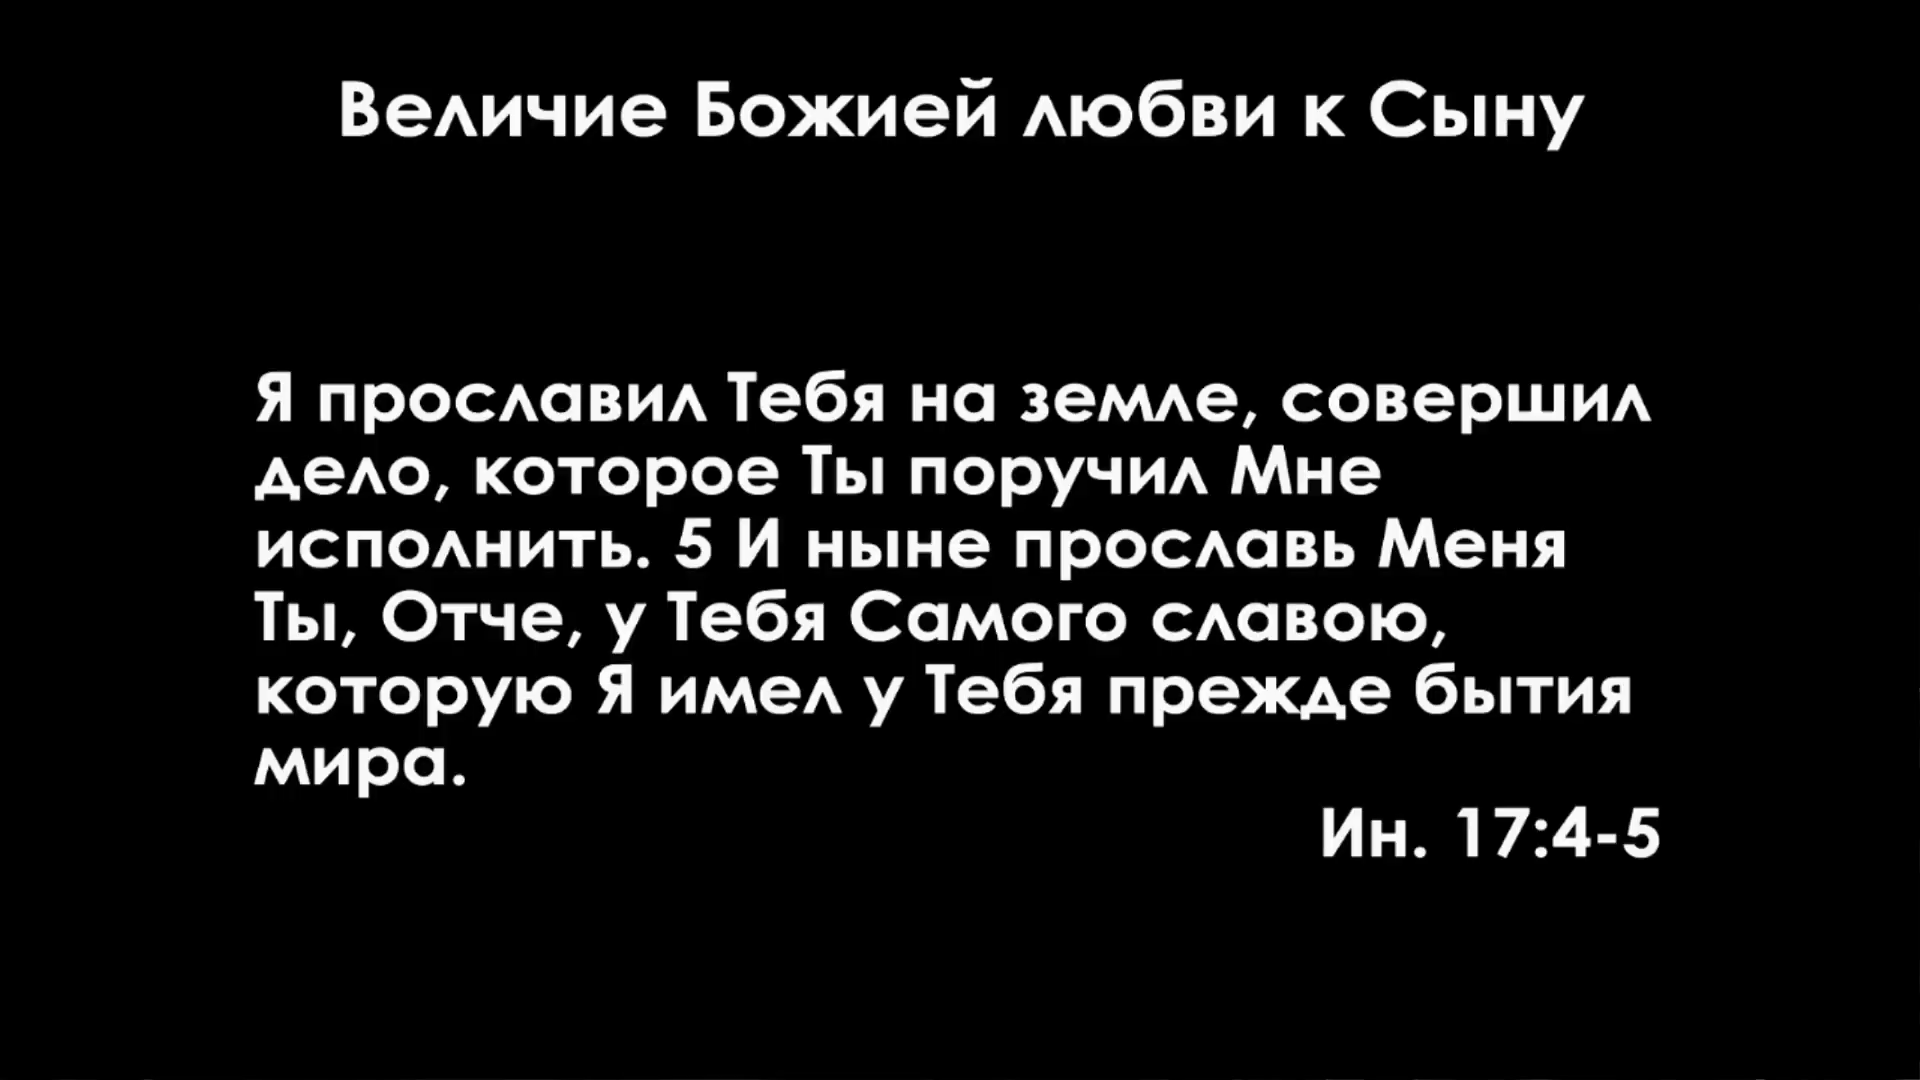 Величие Божией любви к Сыну
Я прославил Тебя на земле, совершил
дело, которое Ты поручил Мне
исполнить. 5 И ныне прославь Меня
Ты, Отче, у Тебя Самого славою,
которую Я имел у Тебя прежде бытия
мира.
Ин. 17:4-5